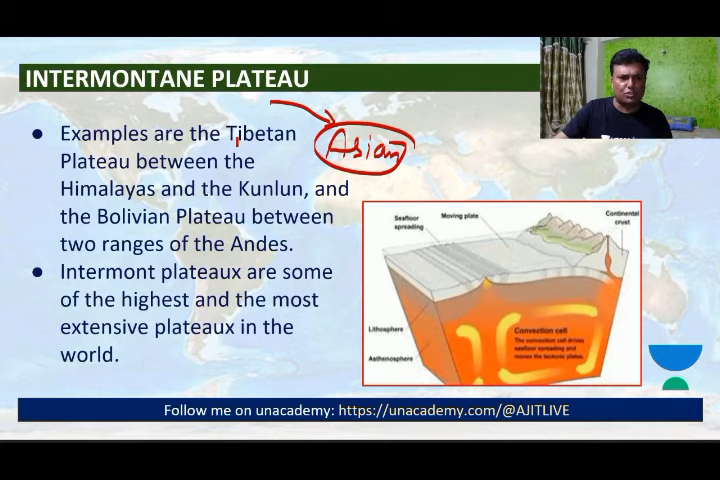 INTERMONTANE PLATEAU
● Examples are the Tibetan
Plateau between the
Himalayas and the Kunlun, and
the Bolivian Plateau between
two ranges of the Andes.
● Intermont plateaux are some
of the highest and the most
extensive plateaux in the
world.
Asian
Seafloor
spreading
Moving plate
Continental
crust
Lithosphere
Asthenosphere
Convection cell
The convection cell drives
seafloor spreading and
moves the tectonic plates.
Follow me on unacademy: https://unacademy.com/@AJITLIVE